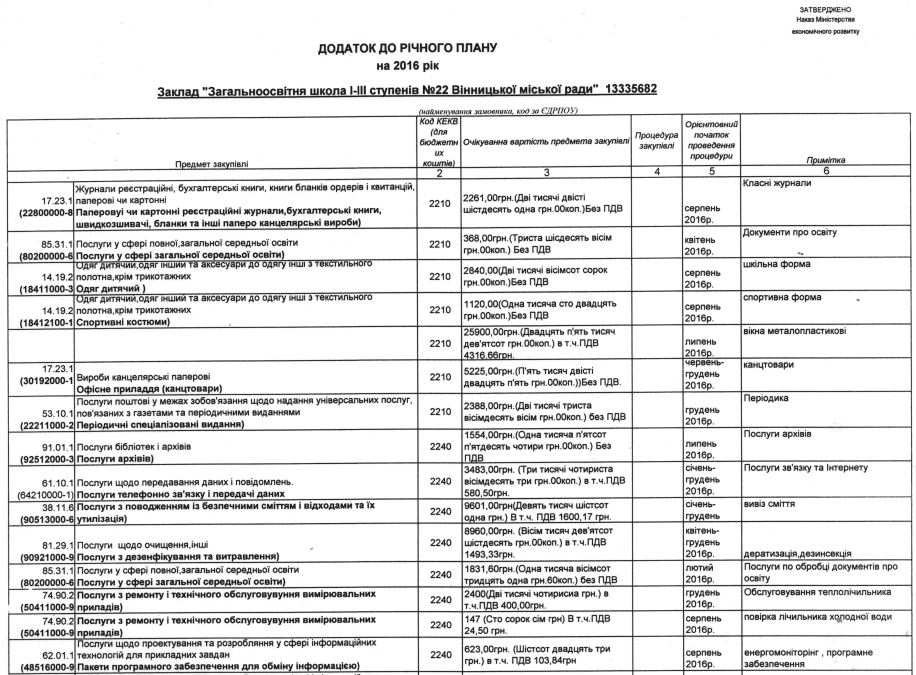 ЗАТВЕРДЖЕНО
Наказ Міністерства
економічного розвитку
ДОДАТОК ДО РІЧНОГО ПЛАНУ
на 2016 рік
Заклад "Загальноосвітня школа І-ІІІ ступенів №22 Вінницької міської ради" 13335682
(найменування замовника, код за ЄДРПОУ)
Предмет закупівлі
Код КЕКВ
(для
бюджетн
их
коштів)
Очікуванна вартість предмета закупівлі
Процедура
закупівлі
Орієнтовний
початок
проведення
процедури
Примітка
2 3 4 5 6
Журнали реєстраційні, бухгалтерські книги, книги бланків ордерів і квитанцій,
17.23.1 паперові чи картонні
(22800000-8 Паперовуі чи картонні реєстраційні журнали,бухгалтерські книги,
швидкозшивачі, бланки та інші паперо канцелярські вироби)
2210
2261,00грн.(Дві тисячі двісті
шістдесять одна грн.00коп.)Без ПДВ
серпень
2016р.
Класні журнали
85.31.1 Послуги у сфері повної,загальної середньої освіти
(80200000-6 Послуги у сфері загальної середньої освіти)
2210
368,00грн.(Триста шісдесять вісім
грн.00коп.) Без ПДВ
квітень
2016р.
Документи про освіту
Одяг дитячий,одяг інший та аксесуари до одягу інші з текстильного
14.19.2 полотна,крім трикотажних
(18411000-3 Одяг дитячий )
2210
2840,00(Дві тисячі вісімсот сорок
грн.00коп.)Без ПДВ
серпень
2016р.
шкільна форма
Одяг дитячий,одяг інший та аксесуари до одягу інші з текстильного
14.19.2 полотна,крім трикотажних
(18412100-1 Спортивні костюми)
2210
1120,00(Одна тисяча сто двадцять
грн.00коп.)Без ПДВ
серпень
2016р.
спортивна форма
2210
25900,00грн.(Двадцять п'ять тисяч
дев'ятсот грн.00коп.) в т.ч.ПДВ
4316,66грн.
липень
2016р.
вікна металопластикові
17.23.1
(30192000-1 Вироби канцелярські паперові
Офісне приладдя (канцтовари)
2210
5225,00грн.(П'ять тисяч двісті
двадцять п'ять грн.00коп.))Без ПДВ.
червень-
грудень
2016р.
канцтовари
Послуги поштові у межах зобов'язання щодо надання універсальних послуг,
53.10.1 пов'язаних з газетами та періодичними виданнями
(22211000-2 Періодичні спеціалізовані видання)
2210
2388,00грн.(Дві тисячі триста
вісімдесять вісім грн.00коп.) без ПДВ
грудень
2016р.
Періодика
91.01.1 Послуги бібліотек і архівів
(92512000-3 Послуги архівів)
2240
1554,00грн.(Одна тисяча п'ятсот
п'ятдесять чотири грн.00коп.) Без
ПДВ
липень
2016р.
Послуги архівів
61.10.1 Послуги щодо передавання даних і повідомлень.
(64210000-1) Послуги телефонно зв'язку і передачі даних
2240
3483,00грн. (Три тисячі чотириста
вісімдесять три грн.00коп.) в т.ч.ПДВ
580,50грн.
січень-
грудень
2016р.
Послуги зв'язку та Інтернету
38.11.6 Послуги з поводженням із безпечними сміттям і відходами та їх
(90513000-6 утилізація)
2240
9601,00грн(Девять тисяч шістсот
одна грн.) В т.ч. ПДВ 1600,17 грн.
січень-
грудень
вивіз сміття
81.29.1 Послуги щодо очищення,інші
(90921000-9 Послуги з дезенфікування та витравлення)
2240
8960,00грн. (Вісім тисяч дев'ятсот
шістдесять грн.00коп.) В т.ч.ПДВ
1493,33грн.
квітень-
грудень
2016р.
дератизація,дезинсекція
85.31.1 Послуги у сфері повної,загальної середньої освіти
(80200000-6 Послуги у сфері загальної середньої освіти)
2240
1831,60грн.(Одна тисяча вісімсот
тридцять одна грн.60коп) без ПДВ
лютий
2016р.
Послуги по обробці документів про
освіту
74.90.2 Послуги з ремонту і технічного обслуговування вимірювальних
(50411000-9 приладів)
2240
2400(Дві тисячі чотирисиа грн.) в
т.ч.ПДВ 400,00грн.
грудень
2016р.
Обслуговування теплолічильника
74.90.2 Послуги з ремонту і технічного обслуговування вимірювальних
(50411000-9 приладів)
2240
147 (Сто сорок сім грн) В т.ч.ПДВ
24,50 грн.
серпень
2016р.
повірка лічильника холодної води
Послуги щодо проектування та розробляння у сфері інформаційних
62.01.1 технологій для прикладних завдан
(48516000-9 Пакети програмного забезпечення для обміну інформацією)
2240
623,00грн. (Шістсот двадцять три
грн.) в т.ч. ПДВ 103,84грн
серпень
2016р.
енергомоніторінг , програмне
забезпечення